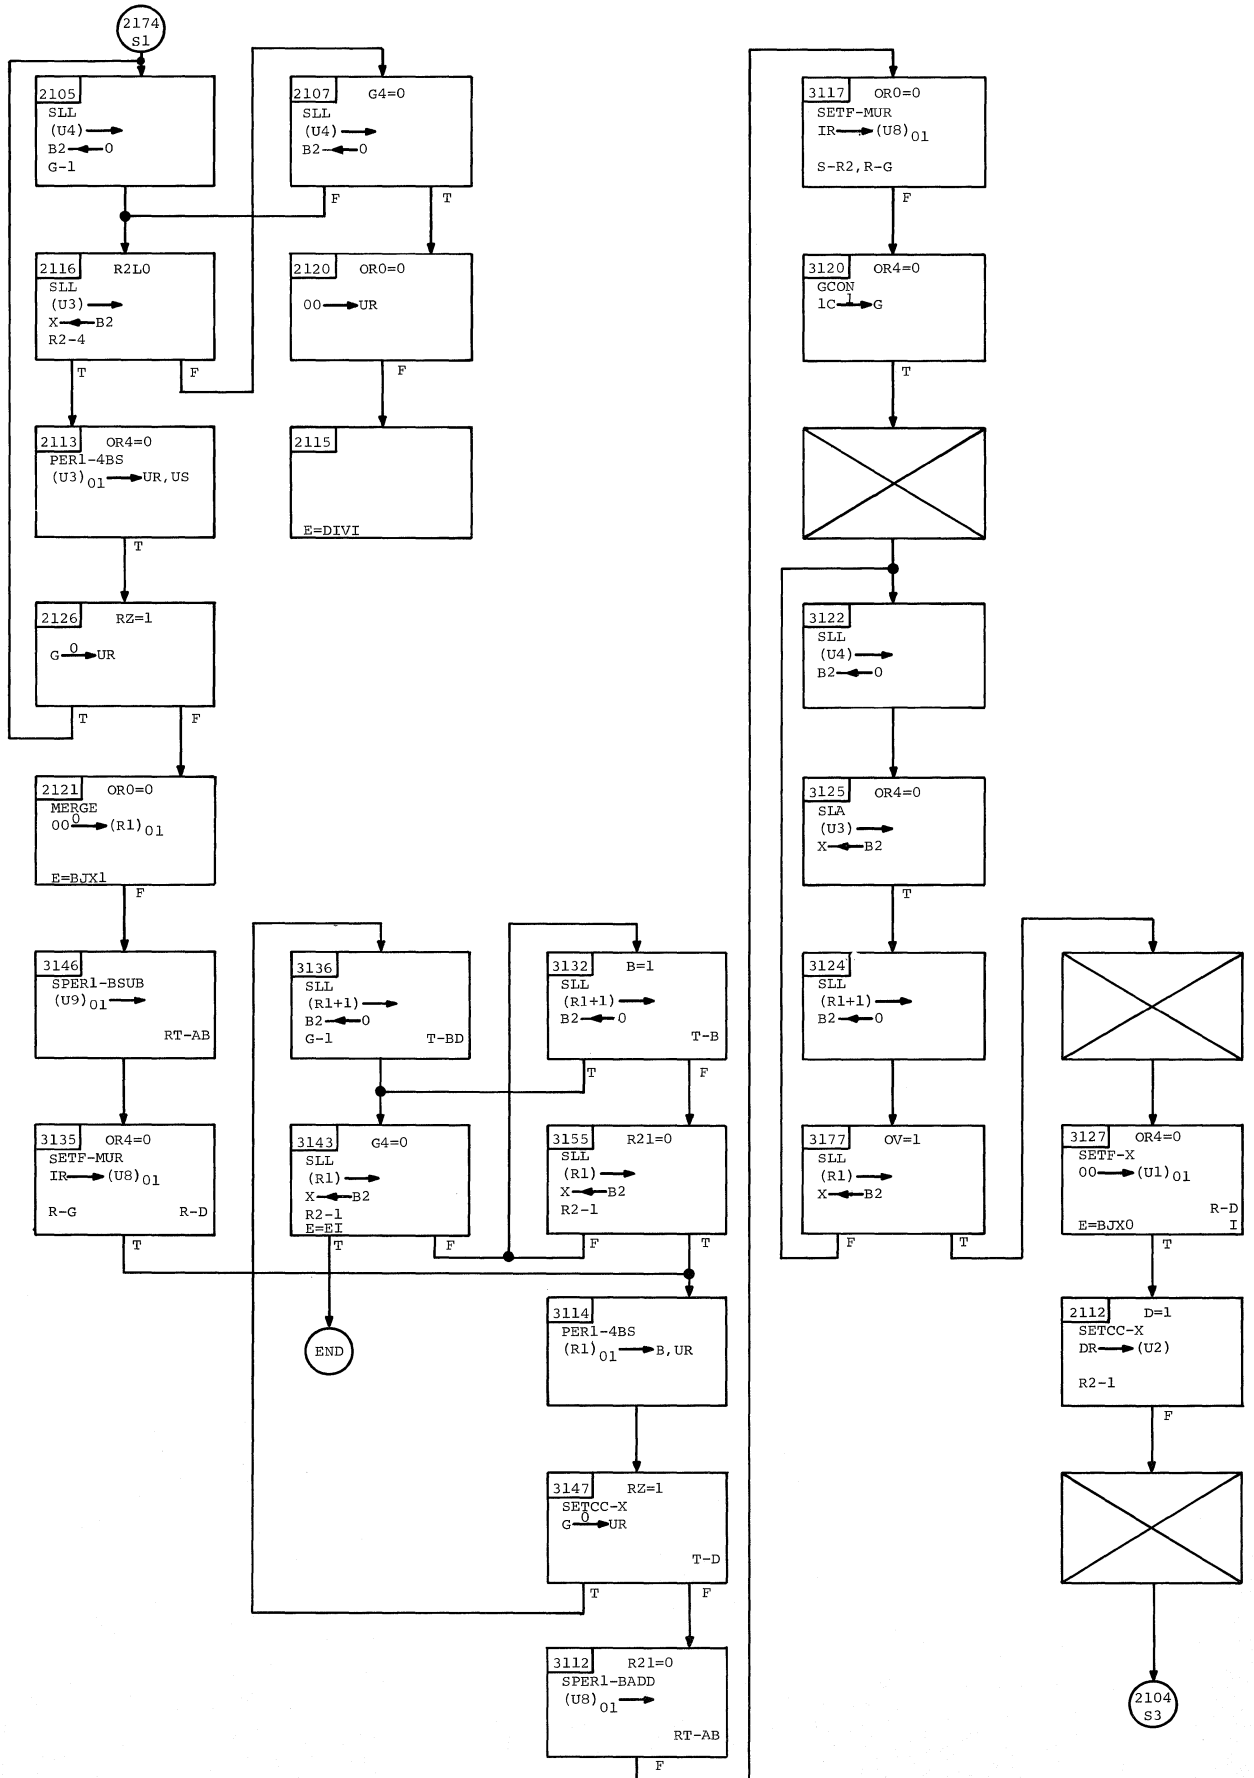 2174
S1
2105
SLL
(U4)
B2 0
G-1
2107 G4=0
SLL
(U4)
B2 0
F
T
2116 R2L0
SLL
(U3)
X B2
R2-4
T
F
2120 OR0=0
00 UR
F
2113 OR4=0
PER1-4BS
(U3)01 UR,US
T
2115
E=DIVI
2126 RZ=1
G 0 UR
T
F
2121 OR0=0
MERGE
00 0 (R1)01
E=BJX1
F
3146
SPER1-BSUB
(U9)01
RT-AB
3135 OR4=0
SETF-MUR
IR (U8)01
R-G R-D
T
3136
SLL
(R1+1)
B2 0
G-1 T-BD
3132 B=1
SLL
(R1+1)
B2 0
T-B
T
F
3143 G4=0
SLL
(R1)
X B2
R2-1
E=EI
T
F
3155 R21=0
SLL
(R1)
X B2
R2-1
F
T
END
3114
PER1-4BS
(R1)01 B,UR
3147 RZ=1
SETCC-X
G 0 UR
T-D
T
F
3112 R21=0
SPER1-BADD
(U8)01
RT-AB
F
3117 OR0=0
SETF-MUR
IR (U8)01
S-R2,R-G
F
3120 OR4=0
GCON
1C 1 G
T
3122
SLL
(U4)
B2 0
3125 OR4=0
SLA
(U3)
X B2
T
3124
SLL
(R1+1)
B2 0
3177 OV=1
SLL
(R1)
X B2
F
T
3127 OR4=0
SETF-X
00 (U1)01
R-D
E=BJX0 I
T
2112 D=1
SETCC-X
DR (U2)
R2-1
F
2104
S3